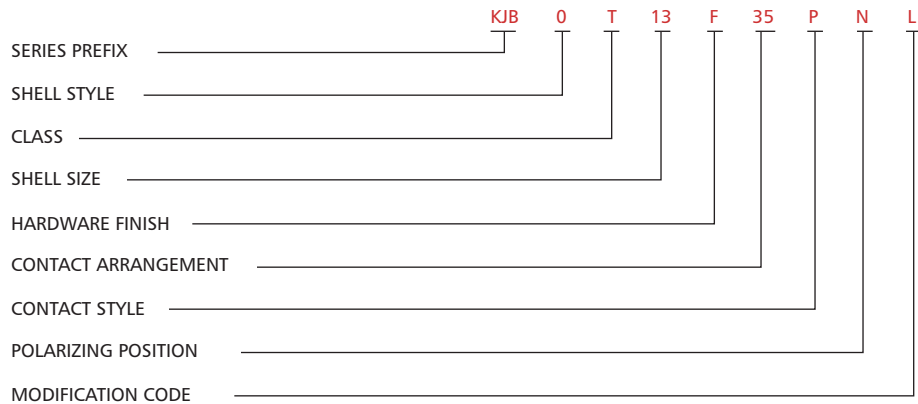 KJB 0 T 13 F 35 P N L
SERIES PREFIX
SHELL STYLE
CLASS
SHELL SIZE
HARDWARE FINISH
CONTACT ARRANGEMENT
CONTACT STYLE
POLARIZING POSITION
MODIFICATION CODE